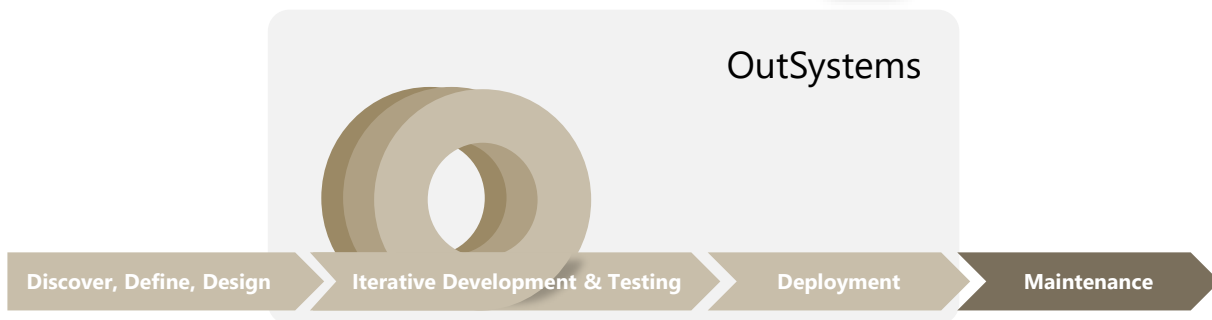 OutSystems
Discover, Define, Design
Iterative Development & Testing
Deployment
Maintenance